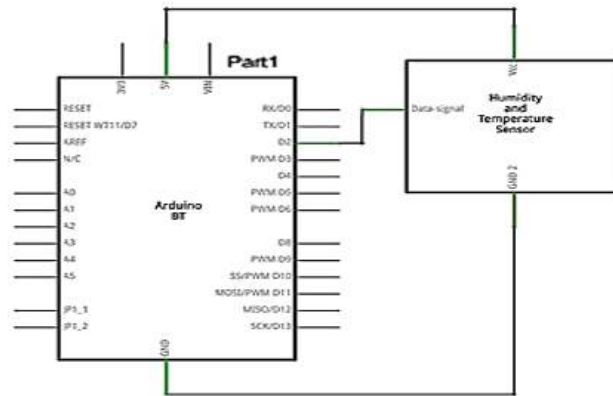 Part1
3V3
5V
VIN
RESET
RESET WT11/D7
AREF
N/C
A0
A1
A2
A3
A4
A5
JP1_1
JP1_2
Arduino
BT
RX/D0
TX/D1
D2
PWM D3
D4
PWM D5
PWM D6
D8
PWM D9
SS/PWM D10
MOSI/PWM D11
MISO/D12
SCK/D13
GND
Vcc
Data-signal
Humidity
and
Temperature
Sensor
GND 2